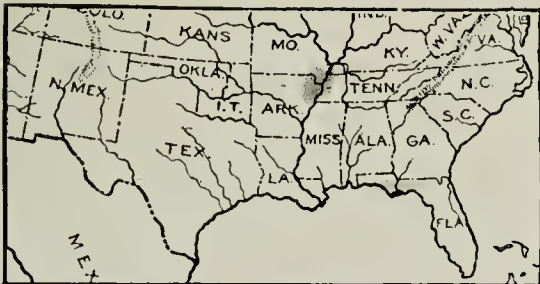 COLO.
IND.
KANS
MO.
KY.
W. VA.
VA.
OKLA.
TENN.
N.C.
N. MEX.
I.T.
ARK.
S.C.
TEX.
MISS
ALA.
GA.
LA.
FLA
MEX